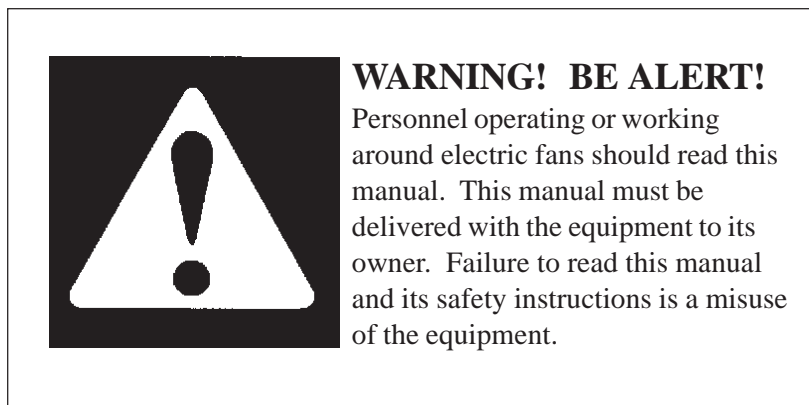 WARNING!  BE ALERT!
Personnel operating or working
around electric fans should read this
manual.  This manual must be
delivered with the equipment to its
owner.  Failure to read this manual
and its safety instructions is a misuse
of the equipment.